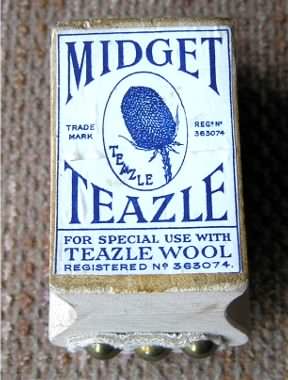 MIDGET
TRADE MARK
REGᴰ Nº 363074
TEAZLE
TEAZLE
FOR SPECIAL USE WITH
TEAZLE WOOL
REGISTERED Nº 363074.